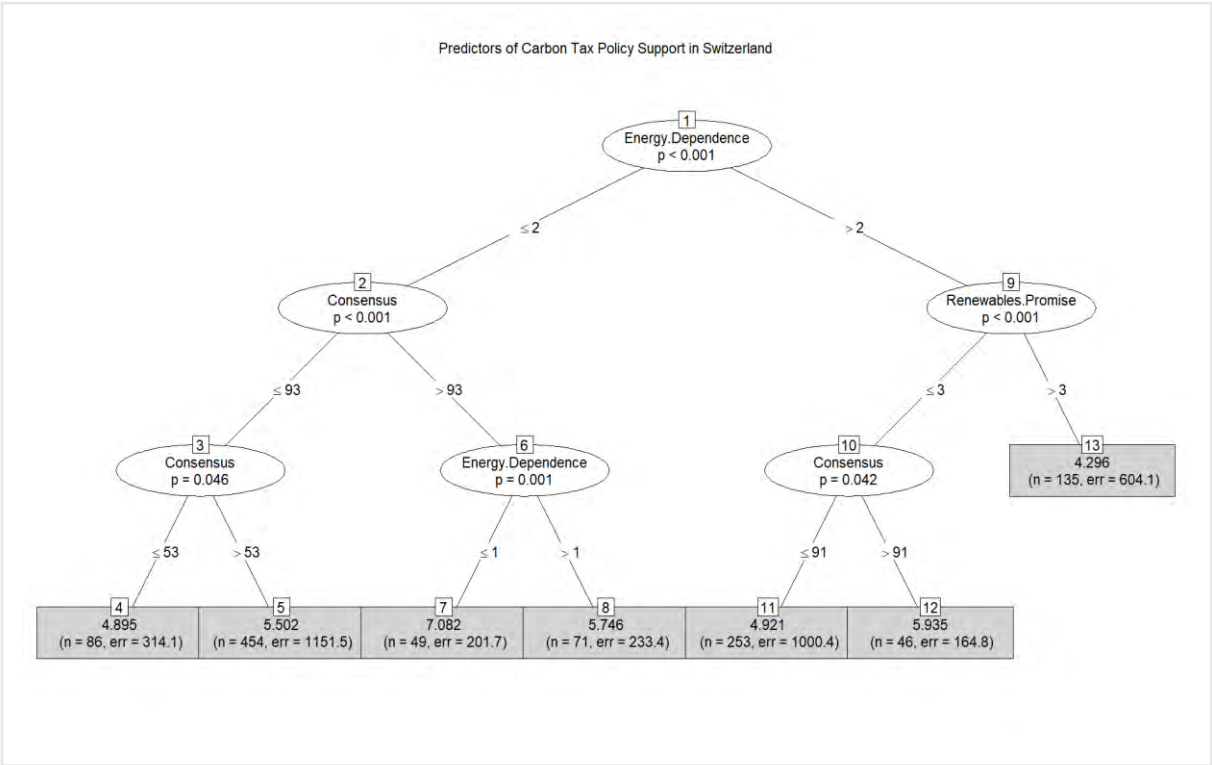 Predictors of Carbon Tax Policy Support in Switzerland
1
Energy.Dependence
p < 0.001
≤ 2
> 2
2
Consensus
p < 0.001
9
Renewables.Promise
p < 0.001
≤ 93
> 93
≤ 3
> 3
3
Consensus
p = 0.046
6
Energy.Dependence
p = 0.001
10
Consensus
p = 0.042
13
4.296
(n = 135, err = 604.1)
≤ 53
> 53
≤ 1
> 1
≤ 91
> 91
4
4.895
(n = 86, err = 314.1)
5
5.502
(n = 454, err = 1151.5)
7
7.082
(n = 49, err = 201.7)
8
5.746
(n = 71, err = 233.4)
11
4.921
(n = 253, err = 1000.4)
12
5.935
(n = 46, err = 164.8)